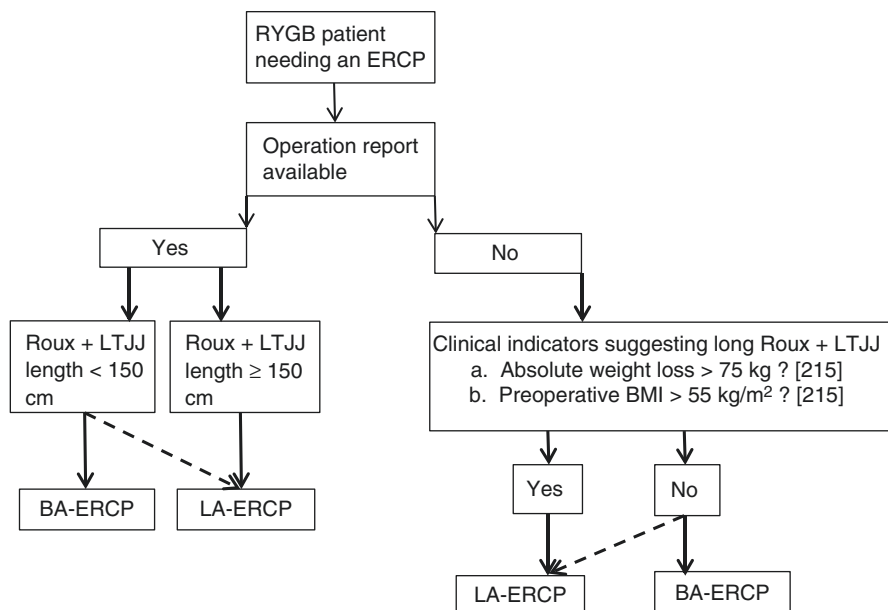 RYGB patient
needing an ERCP
Operation report
available
Yes
No
Roux + LTJJ
length < 150
cm
Roux + LTJJ
length ≥ 150
cm
Clinical indicators suggesting long Roux + LTJJ
a. Absolute weight loss > 75 kg ? [215]
b. Preoperative BMI > 55 kg/m² ? [215]
BA-ERCP
LA-ERCP
Yes
No
LA-ERCP
BA-ERCP